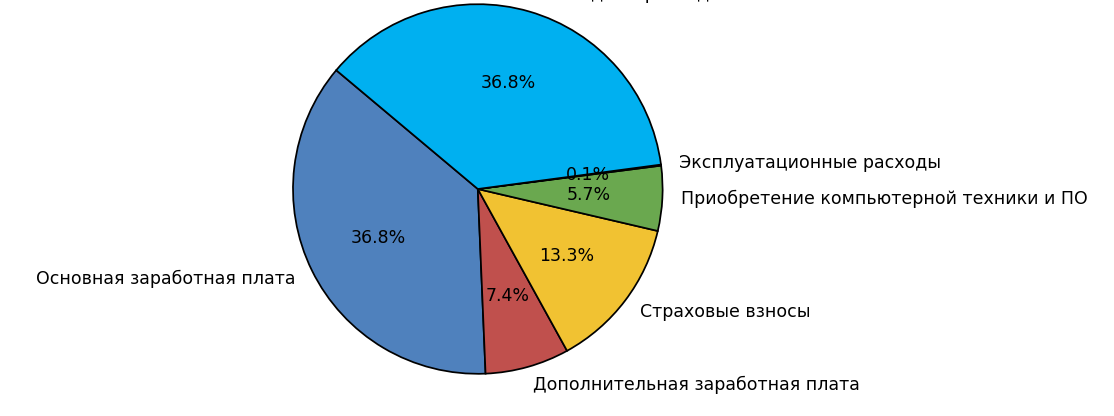 36.8%
Эксплуатационные расходы
0.1%
5.7%
Приобретение компьютерной техники и ПО
36.8%
13.3%
Основная заработная плата
7.4%
Страховые взносы
Дополнительная заработная плата